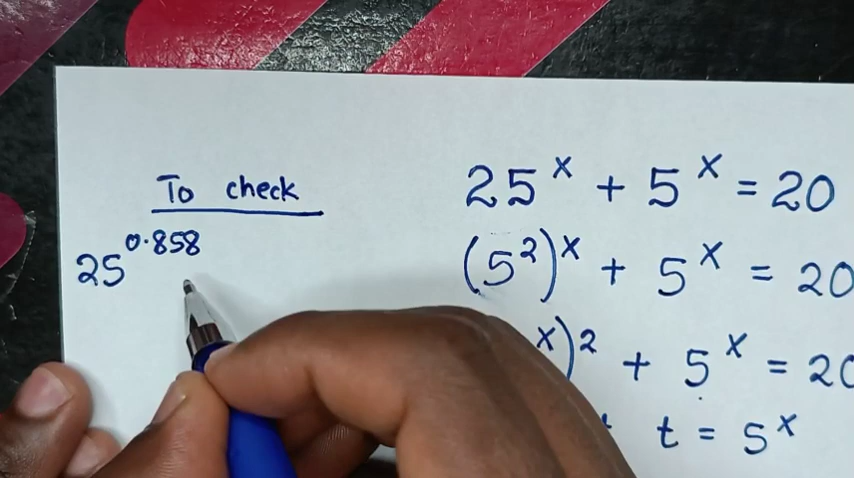 To check
25^0.858
25^x + 5^x = 20
(5^2)^x + 5^x = 20
x)^2 + 5^x = 20
t = 5^x